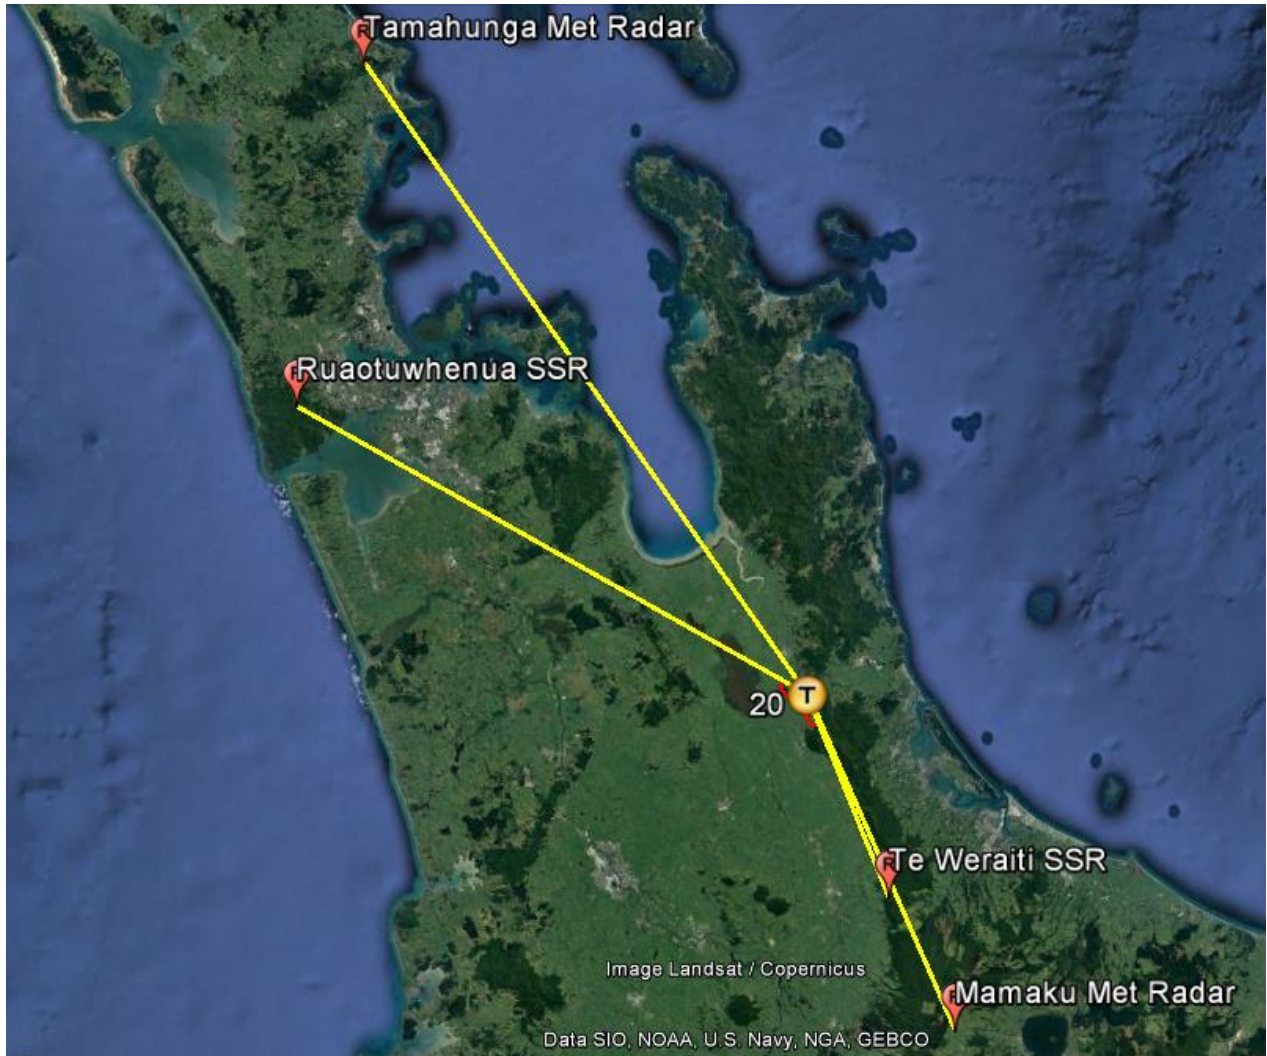 Tamahunga Met Radar
Ruaotuwhenua SSR
20
T
R Te Weraiti SSR
Image Landsat / Copernicus
Mamaku Met Radar
Data SIO, NOAA, U.S. Navy, NGA, GEBCO